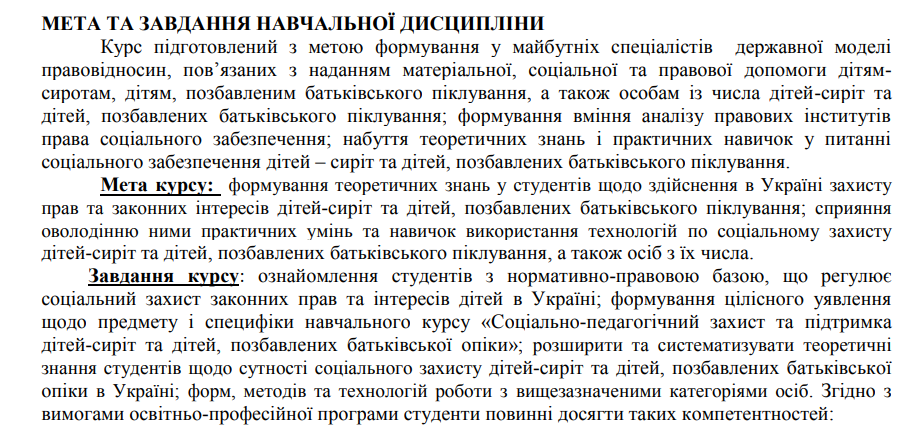 МЕТА ТА ЗАВДАННЯ НАВЧАЛЬНОЇ ДИСЦИПЛІНИ
Курс підготовлений з метою формування у майбутніх спеціалістів державної моделі
правовідносин, пов’язаних з наданням матеріальної, соціальної та правової допомоги дітям-
сиротам, дітям, позбавленим батьківського піклування, а також особам із числа дітей-сиріт та
дітей, позбавлених батьківського піклування; формування вміння аналізу правових інститутів
права соціального забезпечення; набуття теоретичних знань і практичних навичок у питанні
соціального забезпечення дітей – сиріт та дітей, позбавлених батьківського піклування.
Мета курсу: формування теоретичних знань у студентів щодо здійснення в Україні захисту
прав та законних інтересів дітей-сиріт та дітей, позбавлених батьківського піклування; сприяння
оволодінню ними практичних умінь та навичок використання технологій по соціальному захисту
дітей-сиріт та дітей, позбавлених батьківського піклування, а також осіб з їх числа.
Завдання курсу: ознайомлення студентів з нормативно-правовою базою, що регулює
соціальний захист законних прав та інтересів дітей в Україні; формування цілісного уявлення
щодо предмету і специфіки навчального курсу «Соціально-педагогічний захист та підтримка
дітей-сиріт та дітей, позбавлених батьківської опіки»; розширити та систематизувати теоретичні
знання студентів щодо сутності соціального захисту дітей-сиріт та дітей, позбавлених батьківської
опіки в Україні; форм, методів та технологій роботи з вищезазначеними категоріями осіб. Згідно з
вимогами освітньо-професійної програми студенти повинні досягти таких компетентностей: